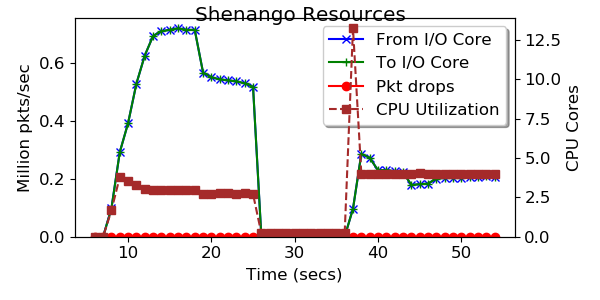 Shenango Resources
Million pkts/sec
0.6
0.4
0.2
0.0
From I/O Core
To I/O Core
Pkt drops
CPU Utilization
12.5
10.0
7.5
5.0
2.5
0.0
CPU Cores
10 20 30 40 50
Time (secs)